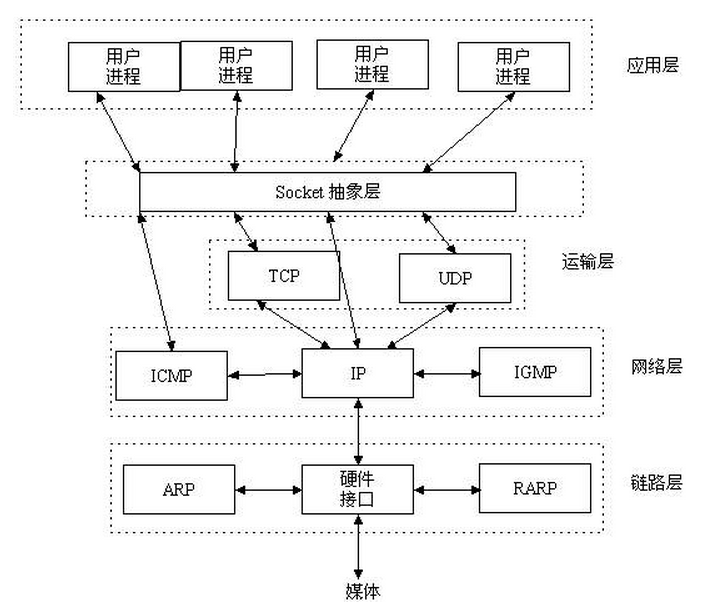 用户
进程
用户
进程
用户
进程
用户
进程
应用层
Socket 抽象层
TCP
UDP
运输层
ICMP
IP
IGMP
网络层
ARP
硬件
接口
RARP
链路层
媒体